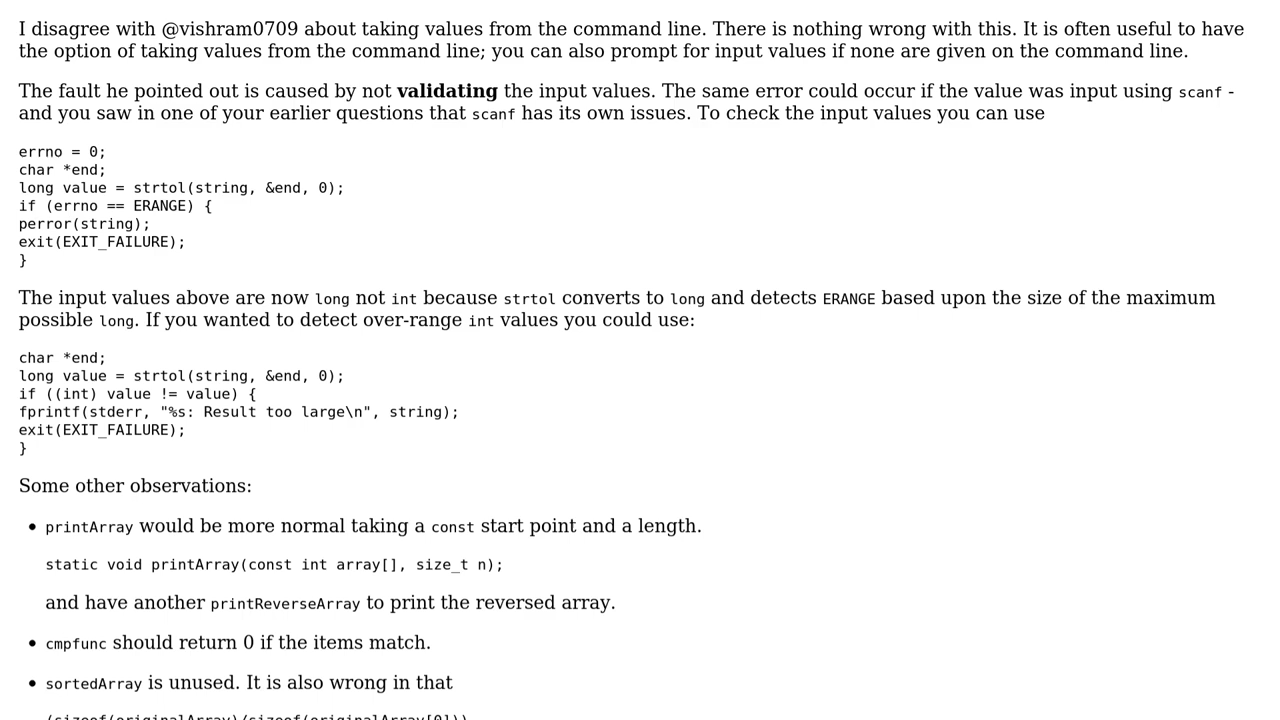 I disagree with @vishram0709 about taking values from the command line. There is nothing wrong with this. It is often useful to have
the option of taking values from the command line; you can also prompt for input values if none are given on the command line.
The fault he pointed out is caused by not validating the input values. The same error could occur if the value was input using scanf -
and you saw in one of your earlier questions that scanf has its own issues. To check the input values you can use
errno = 0;
char *end;
long value = strtol(string, &end, 0);
if (errno == ERANGE) {
perror(string);
exit(EXIT_FAILURE);
}
The input values above are now long not int because strtol converts to long and detects ERANGE based upon the size of the maximum
possible long. If you wanted to detect over-range int values you could use:
char *end;
long value = strtol(string, &end, 0);
if ((int) value != value) {
fprintf(stderr, "%s: Result too large\n", string);
exit(EXIT_FAILURE);
}
Some other observations:
• printArray would be more normal taking a const start point and a length.
static void printArray(const int array[], size_t n);
and have another printReverseArray to print the reversed array.
• cmpfunc should return 0 if the items match.
• sortedArray is unused. It is also wrong in that
(sizeof(originalArray)/sizeof(originalArray[0]))